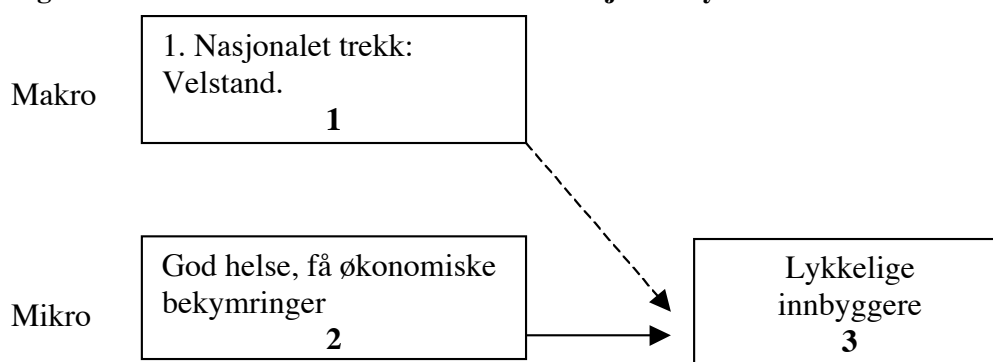 1. Nasjonalet trekk:
Velstand.
1
Makro
God helse, få økonomiske
bekymringer
2
Mikro
Lykkelige
innbyggere
3